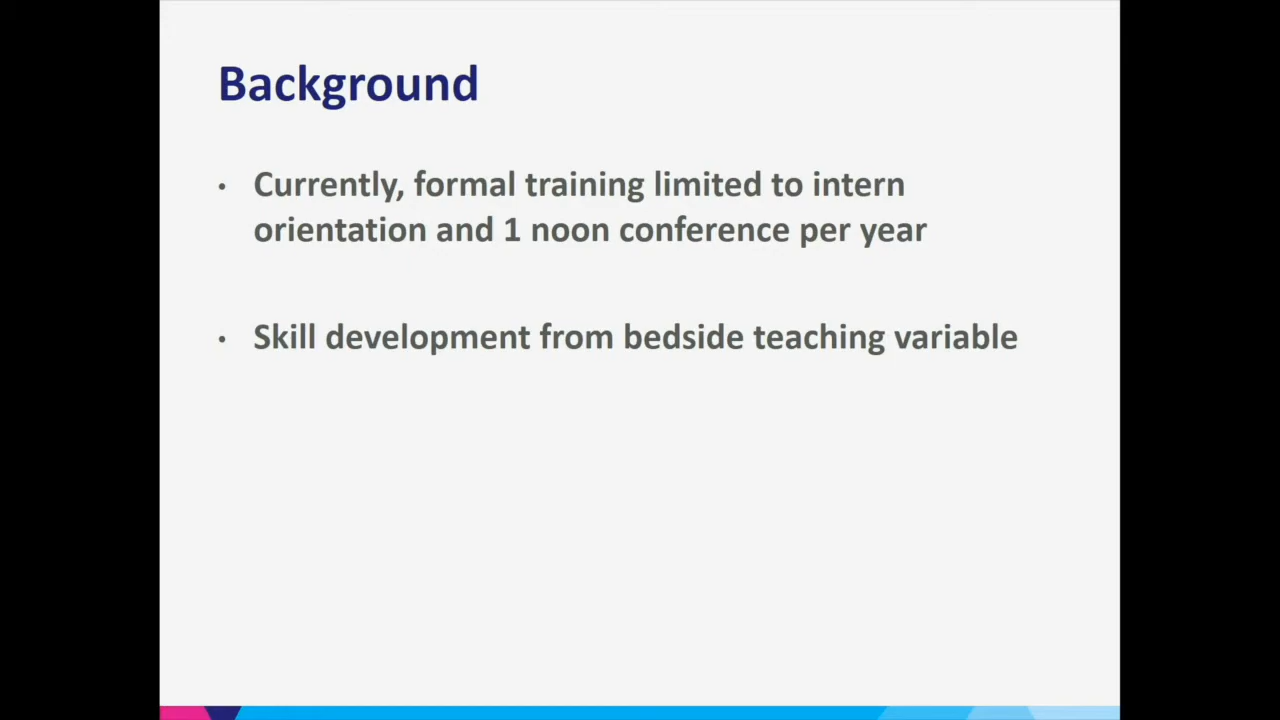 Background
• Currently, formal training limited to intern
orientation and 1 noon conference per year
• Skill development from bedside teaching variable